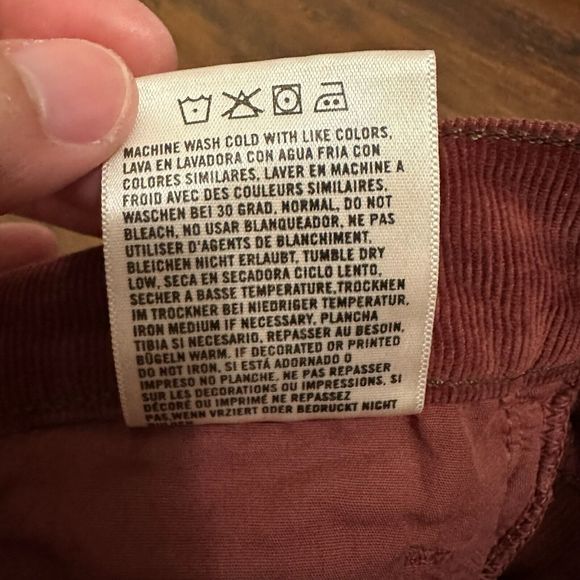 MACHINE WASH COLD WITH LIKE COLORS,
LAVA EN LAVADORA CON AGUA FRIA CON
COLORES SIMILARES, LAVER EN MACHINE A
FROID AVEC DES COULEURS SIMILAIRES,
WASCHEN BEI 30 GRAD, NORMAL, DO NOT
BLEACH, NO USAR BLANQUEADOR, NE PAS
UTILISER D'AGENTS DE BLANCHIMENT,
BLEICHEN NICHT ERLAUBT, TUMBLE DRY
LOW, SECA EN SECADORA CICLO LENTO,
SECHER A BASSE TEMPERATURE,TROCKNEN
IM TROCKNER BEI NIEDRIGER TEMPERATUR,
IRON MEDIUM IF NECESSARY, PLANCHA
TIBIA SI NECESARIO, REPASSER AU BESOIN,
BÜGELN WARM, IF DECORATED OR PRINTED
DO NOT IRON, SI ESTÁ ADORNADO O
IMPRESO NO PLANCHE, NE PAS REPASSER
SUR LES DECORATIONS OU IMPRESSIONS, SI
DÉCORÉ OU IMPRIMÉ NE REPASSEZ
PAS,WENN VRZIERT ODER BEDRUCKT NICHT